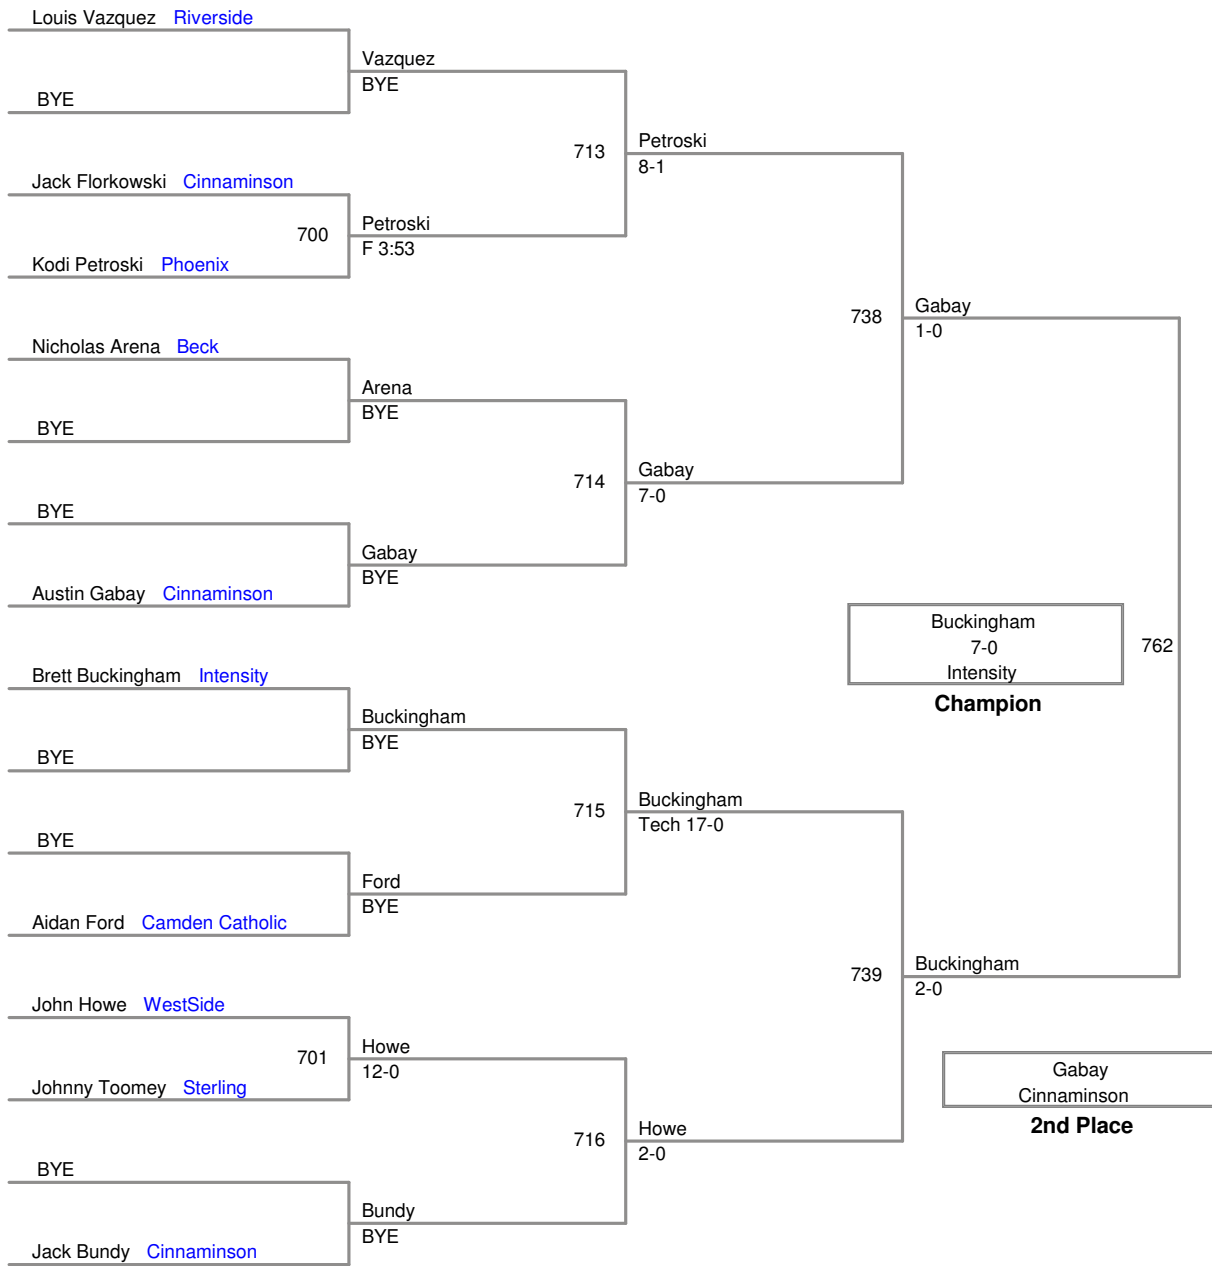 Louis Vazquez Riverside
Vazquez
BYE
BYE
713
Petroski
8-1
Jack Florkowski Cinnaminson
700
Petroski
F 3:53
Kodi Petroski Phoenix
738
Gabay
1-0
Nicholas Arena Beck
Arena
BYE
BYE
714
Gabay
7-0
BYE
Gabay
BYE
Austin Gabay Cinnaminson
Buckingham
7-0
Intensity
762
Champion
Brett Buckingham Intensity
Buckingham
BYE
BYE
715
Buckingham
Tech 17-0
BYE
Ford
BYE
Aidan Ford Camden Catholic
739
Buckingham
2-0
John Howe WestSide
701
Howe
12-0
Johnny Toomey Sterling
Gabay
Cinnaminson
2nd Place
716
Howe
2-0
BYE
Bundy
BYE
Jack Bundy Cinnaminson